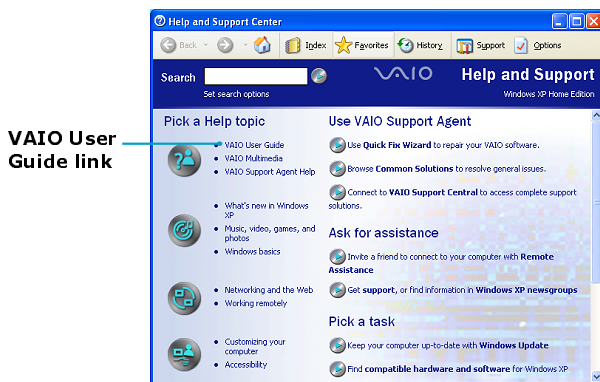 Help and Support Center
Back
Index
Favorites
History
Support
Options
Search
Set search options
VAIO
Help and Support
Windows XP Home Edition
VAIO User
Guide link
Pick a Help topic
VAIO User Guide
VAIO Multimedia
VAIO Support Agent Help
What's new in Windows
XP
Music, video, games, and
photos
Windows basics
Networking and the Web
Working remotely
Customizing your
computer
Accessibility
Use VAIO Support Agent
Use Quick Fix Wizard to repair your VAIO software.
Browse Common Solutions to resolve general issues.
Connect to VAIO Support Central to access complete support
solutions.
Ask for assistance
Invite a friend to connect to your computer with Remote
Assistance
Get support, or find information in Windows XP newsgroups
Pick a task
Keep your computer up-to-date with Windows Update
Find compatible hardware and software for Windows XP